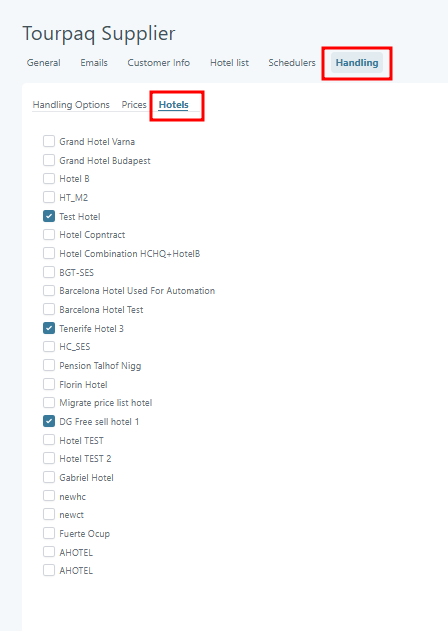 Tourpaq Supplier
General Emails Customer Info Hotel list Schedulers Handling
Handling Options Prices Hotels
Grand Hotel Varna
Grand Hotel Budapest
Hotel B
HT_M2
Test Hotel
Hotel Copntract
Hotel Combination HCHQ+HotelB
BGT-SES
Barcelona Hotel Used For Automation
Barcelona Hotel Test
Tenerife Hotel 3
HC_SES
Pension Talhof Nigg
Florin Hotel
Migrate price list hotel
DG Free sell hotel 1
Hotel TEST
Hotel TEST 2
Gabriel Hotel
newhc
newct
Fuerte Ocup
AHOTEL
AHOTEL